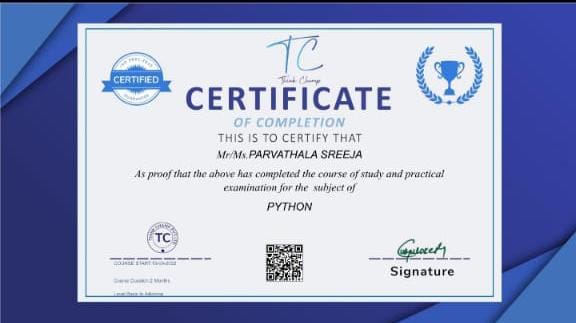 TC
Think Champ
CERTIFIED
CERTIFICATE
OF COMPLETION
THIS IS TO CERTIFY THAT
Mr/Ms.PARVATHALA SREEJA
As proof that the above has completed the course of study and practical
examination for the subject of
PYTHON
TC
COURSE START
Course Duration:2 Months
Signature